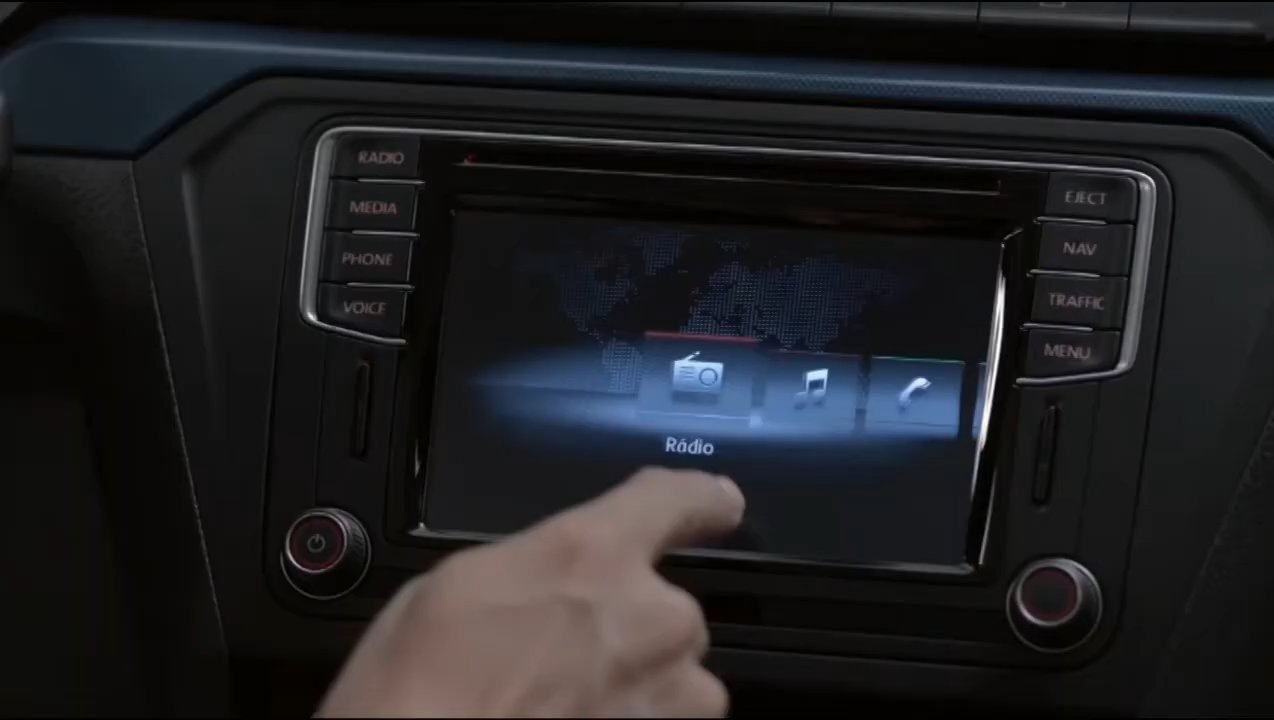 RADIO
MEDIA
PHONE
VOICE
EJECT
NAV
TRAFFIC
MENU
Rádio